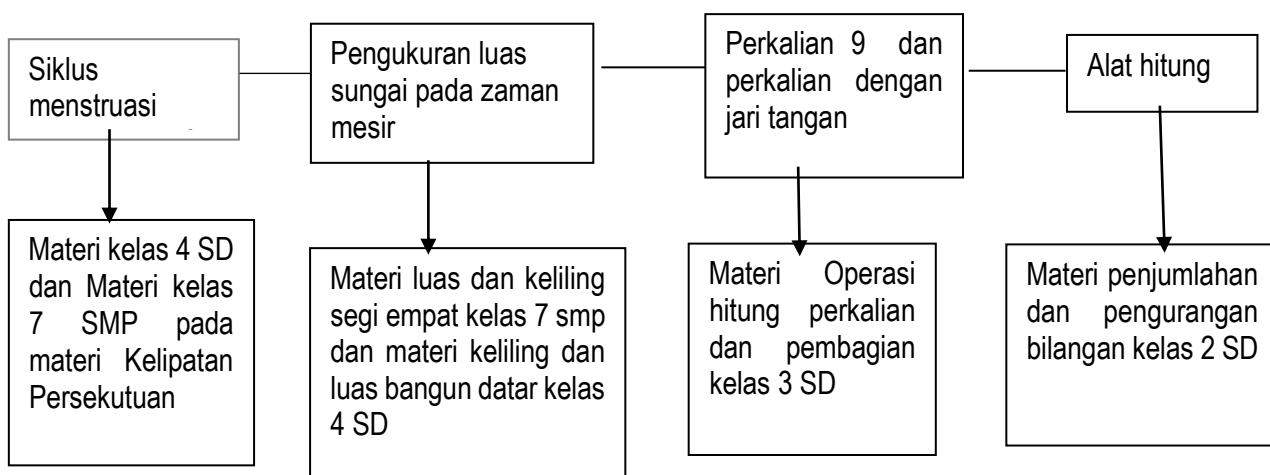 Siklus
menstruasi
Pengukuran luas
sungai pada zaman
mesir
Perkalian 9 dan
perkalian dengan
jari tangan
Alat hitung
Materi kelas 4 SD
dan Materi kelas
7 SMP pada
materi Kelipatan
Persekutuan
Materi luas dan keliling
segi empat kelas 7 smp
dan materi keliling dan
luas bangun datar kelas
4 SD
Materi Operasi
hitung perkalian
dan pembagian
kelas 3 SD
Materi penjumlahan
dan pengurangan
bilangan kelas 2 SD